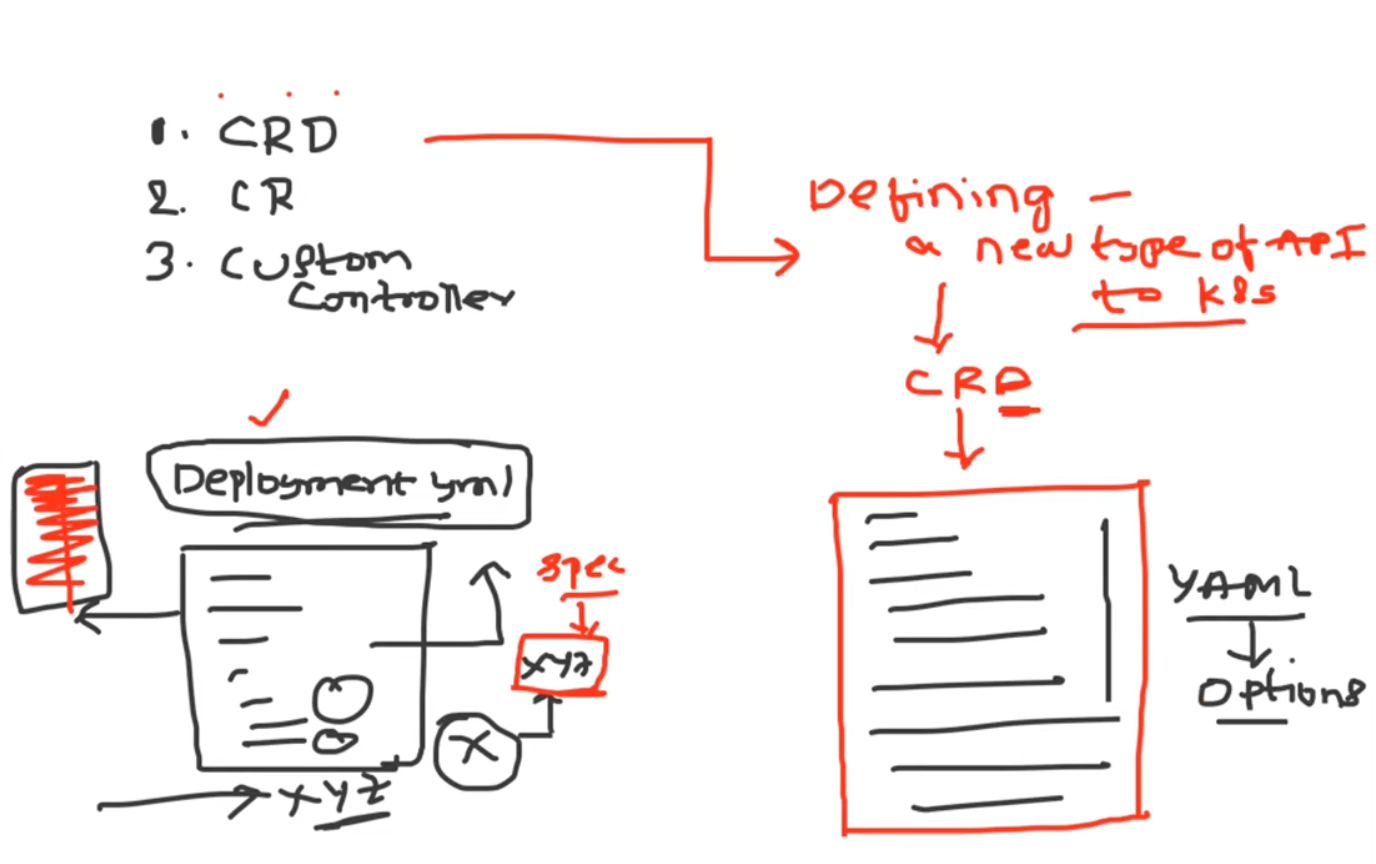 1. CRD
2. CR
3. Custom
Controller
Defining —
a new type of API
to k8s
CRD
Deployment yml
spec
XYZ
X
XYZ
YAML
Options